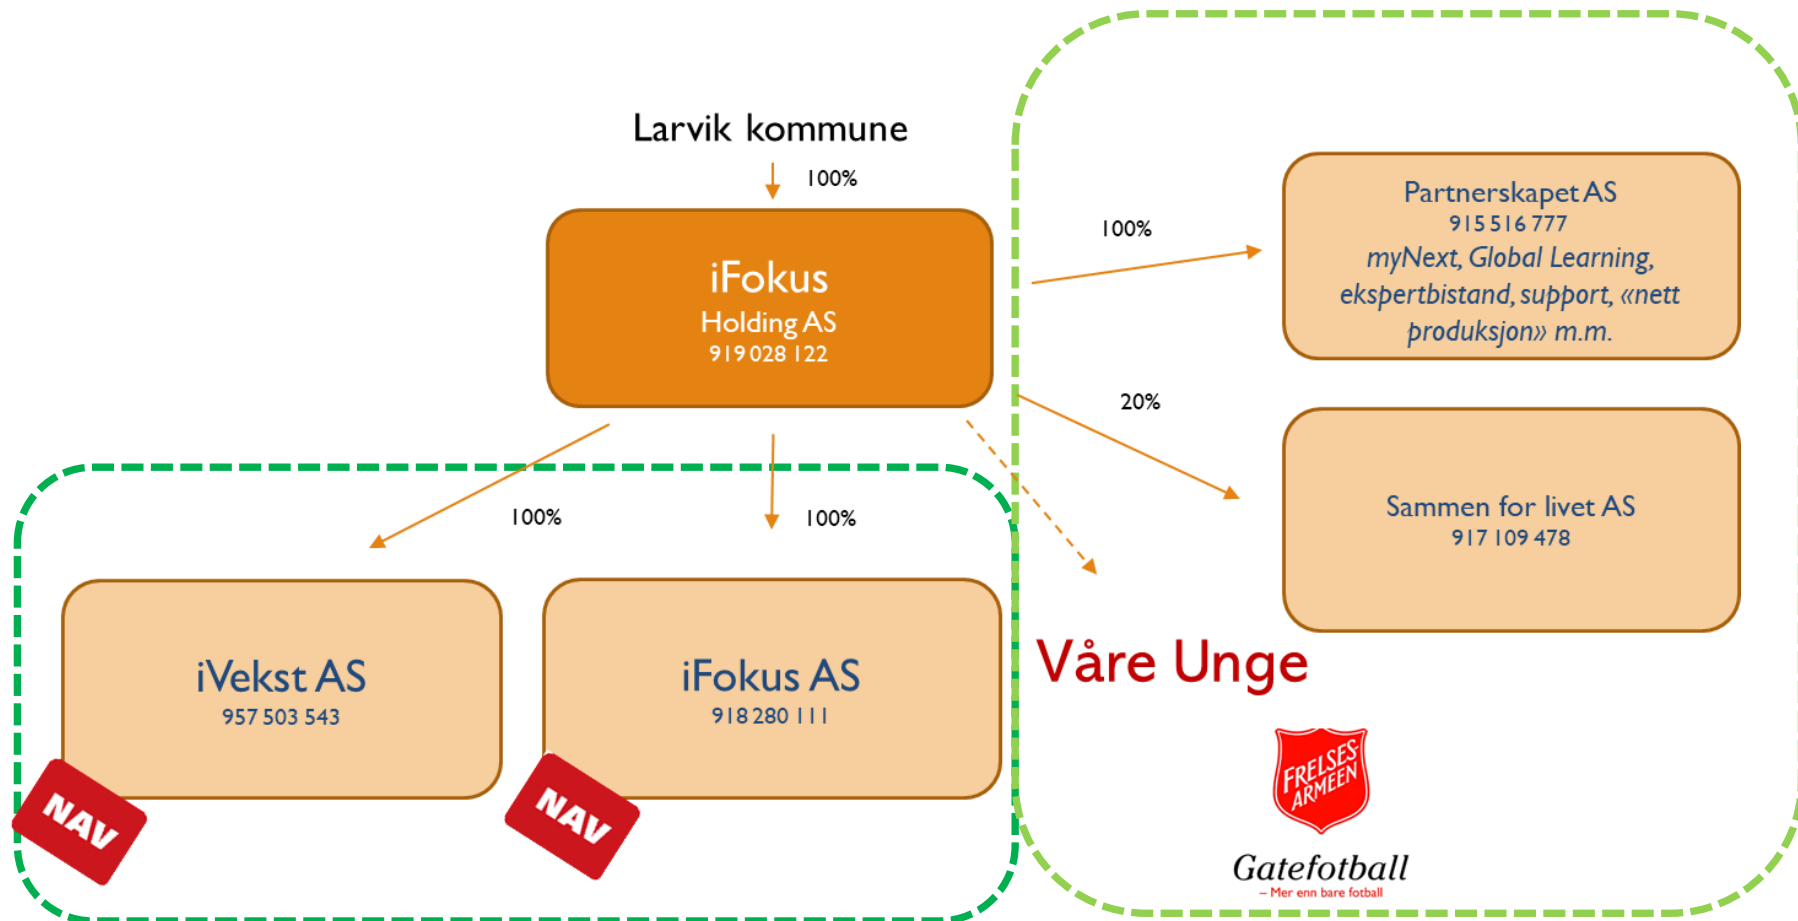 Larvik kommune
100%
iFokus
Holding AS
919 028 122
100%
Partnerskapet AS
915 516 777
myNext, Global Learning,
ekspertbistand, support, «nett
produksjon» m.m.
20%
Sammen for livet AS
917 109 478
100%
100%
iVekst AS
957 503 543
NAV
iFokus AS
918 280 111
NAV
Våre Unge
FRELSES-
ARMEEN
Gatefotball
– Mer enn bare fotball